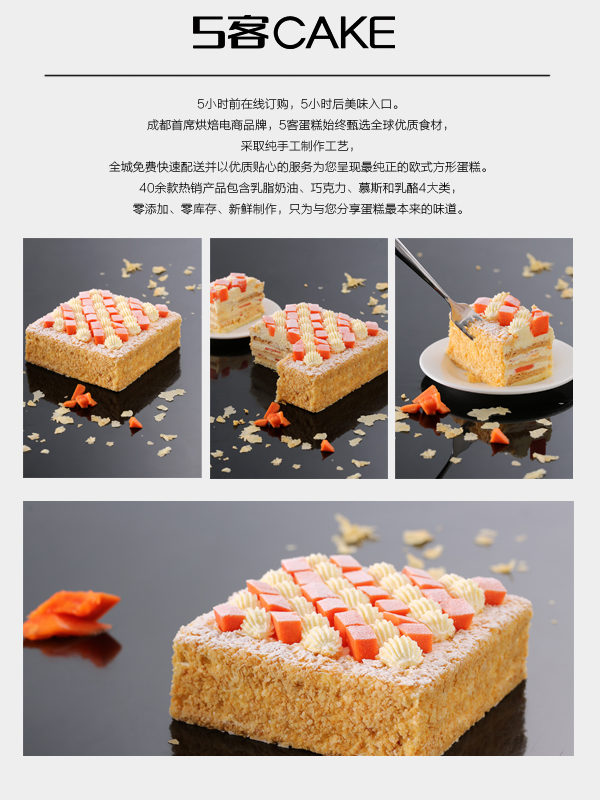 5客CAKE
5小时前在线订购，5小时后美味入口。
成都首席烘焙电商品牌，5客蛋糕始终甄选全球优质食材，
采取纯手工制作工艺，
全城免费快速配送并以优质贴心的服务为您呈现最纯正的欧式方形蛋糕。
40余款热销产品包含乳脂奶油、巧克力、慕斯和乳酪4大类，
零添加、零库存、新鲜制作，只为与您分享蛋糕最本来的味道。